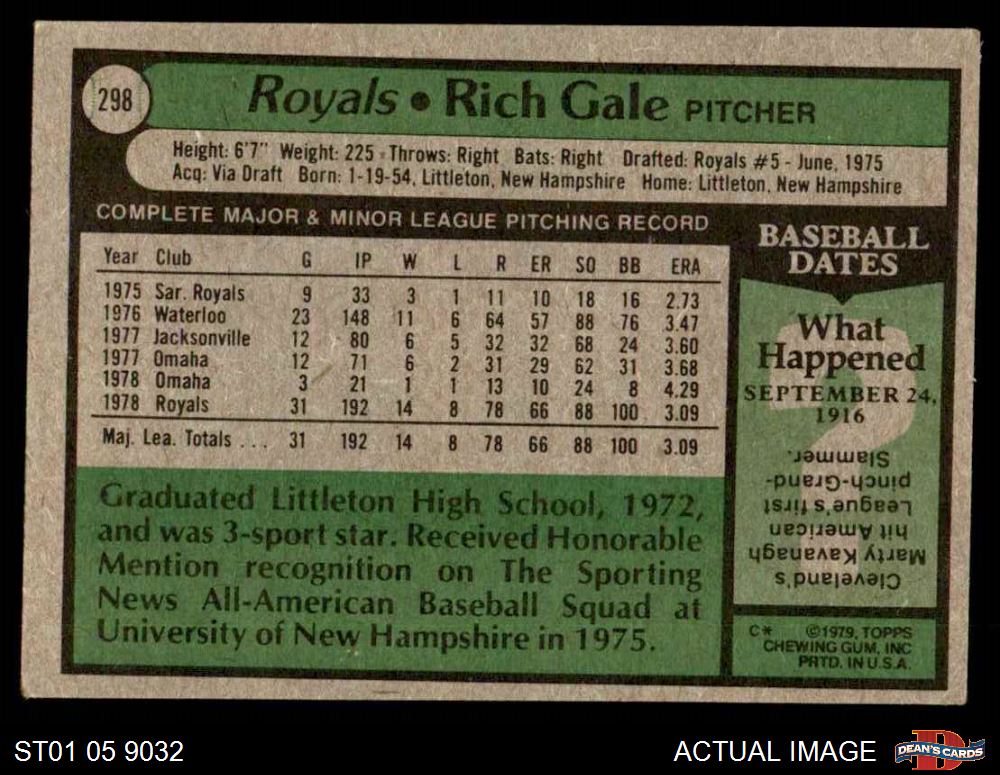 298
Royals • Rich Gale PITCHER
Height: 6'7" Weight: 225 • Throws: Right Bats: Right Drafted: Royals #5 - June, 1975
Acq: Via Draft Born: 1-19-54, Littleton, New Hampshire Home: Littleton, New Hampshire
COMPLETE MAJOR & MINOR LEAGUE PITCHING RECORD
Year Club G IP W L R ER SO BB ERA
1975 Sar. Royals 9 33 3 1 11 10 18 16 2.73
1976 Waterloo 23 148 11 6 64 57 88 76 3.47
1977 Jacksonville 12 80 6 5 32 32 68 24 3.60
1977 Omaha 12 71 6 2 31 29 62 31 3.68
1978 Omaha 3 21 1 1 13 10 24 8 4.29
1978 Royals 31 192 14 8 78 66 88 100 3.09
Maj. Lea. Totals ... 31 192 14 8 78 66 88 100 3.09
Graduated Littleton High School, 1972,
and was 3-sport star. Received Honorable
Mention recognition on The Sporting
News All-American Baseball Squad at
University of New Hampshire in 1975.
BASEBALL
DATES
What
Happened
SEPTEMBER 24,
1916
Cleveland's
Marty Kavanagh
hit American
League's first
pinch-Grand-
Slammer.
C* ©1979, TOPPS
CHEWING GUM, INC
PRTD. IN U.S.A.
ST01 05 9032
ACTUAL IMAGE
D
DEAN'S CARDS